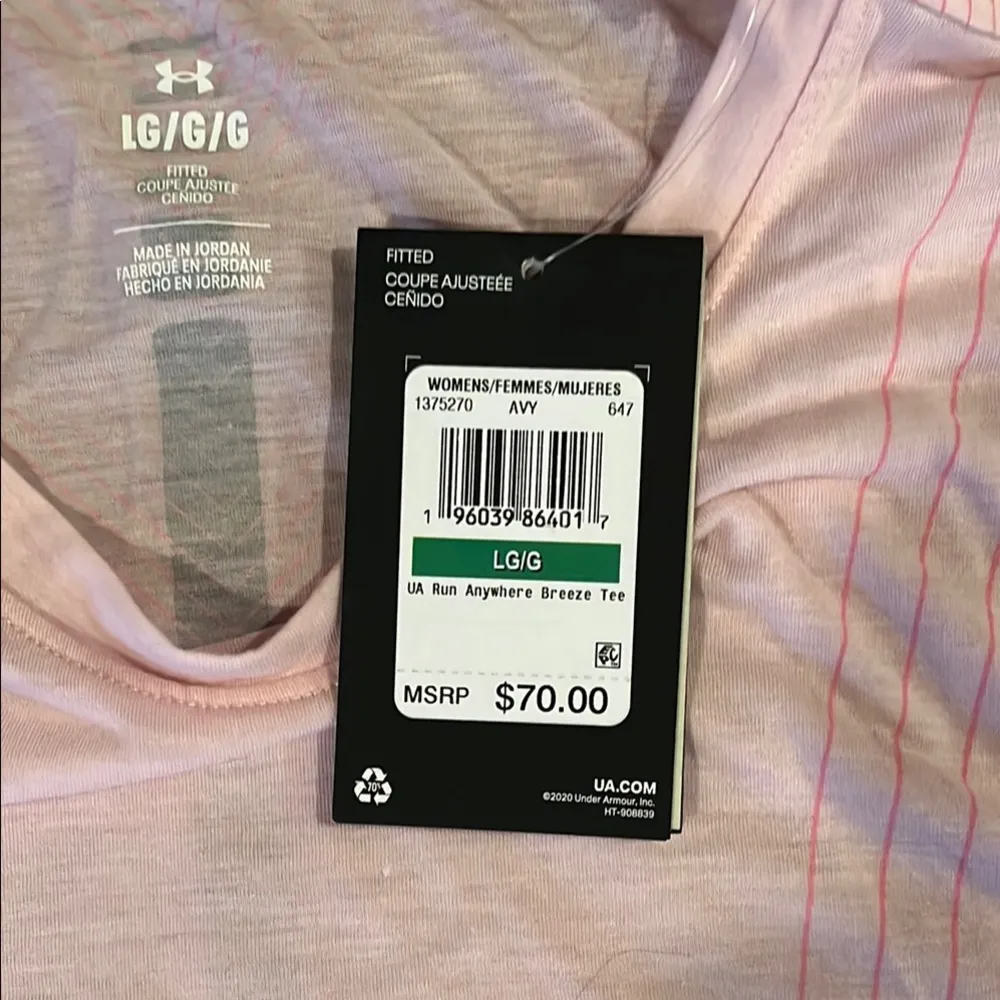 LG/G/G
FITTED
COUPE AJUSTÉE
CEÑIDO
MADE IN JORDAN
FABRIQUÉ EN JORDANIE
HECHO EN JORDANIA
FITTED
COUPE AJUSTEÉE
CEÑIDO
WOMENS/FEMMES/MUJERES
1375270 AVY 647
1 96039 86401 7
LG/G
UA Run Anywhere Breeze Tee
MSRP $70.00
70%
UA.COM
©2020 Under Armour, Inc.
HT-908839